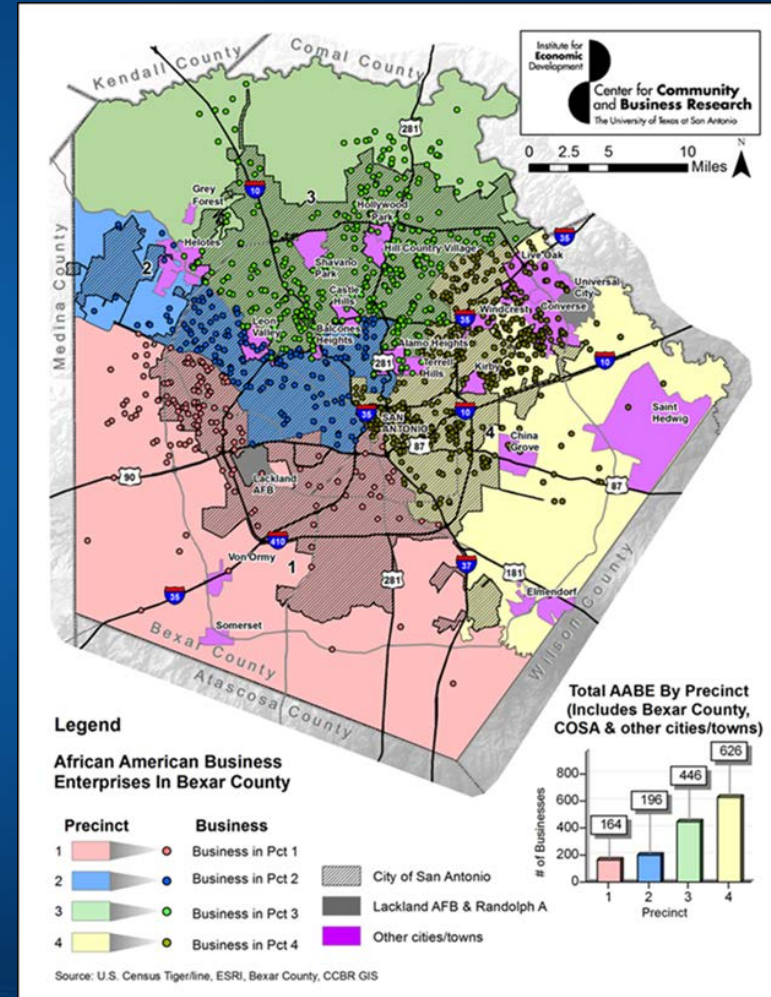 Institute for
Economic
Development
Center for Community
and Business Research
The University of Texas at San Antonio
0 2.5 5 10
Miles
N
Kendall County
Comal County
Medina County
Bexar County
Atascosa County
Wilson County
281
10
Grey
Forest
3
Hollywood
Park
35
Helotes
2
Shavano
Park
Hill Country Village
Live Oak
Universal
City
Castle
Hills
Windcrest
Converse
35
Leon
Valley
Balcones
Heights
Alamo Heights
281
Terrell
Hills
Kirby
10
35
SAN
ANTONIO
10
Saint
Hedwig
87
4
China
Grove
90
Lackland
AFB
87
410
Von Ormy
1
281
37
181
35
Elmendorf
Somerset
Total AABE By Precinct
(Includes Bexar County,
COSA & other cities/towns)
626
446
196
164
800
600
400
200
0
# of Businesses
1 2 3 4
Precinct
Legend
African American Business
Enterprises In Bexar County
Precinct Business
1 Business in Pct 1
2 Business in Pct 2
3 Business in Pct 3
4 Business in Pct 4
City of San Antonio
Lackland AFB & Randolph A
Other cities/towns
Source: U.S. Census Tiger/line, ESRI, Bexar County, CCBR GIS